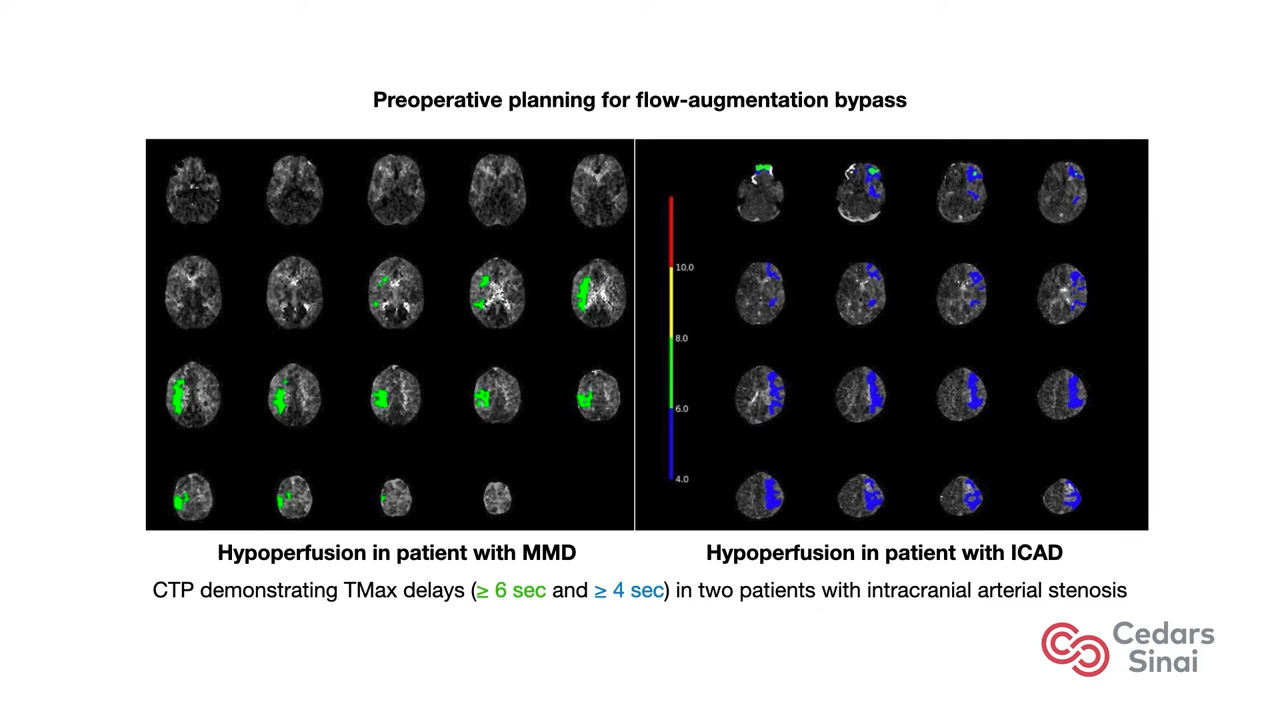 Preoperative planning for flow-augmentation bypass
10.0
8.0
6.0
4.0
Hypoperfusion in patient with MMD
Hypoperfusion in patient with ICAD
CTP demonstrating TMax delays (≥ 6 sec and ≥ 4 sec) in two patients with intracranial arterial stenosis
Cedars
Sinai